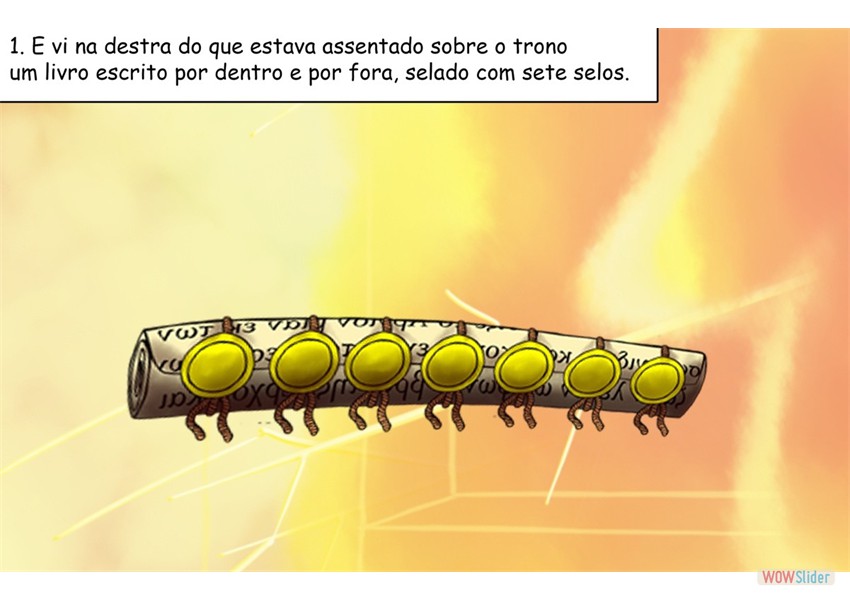 1. E vi na destra do que estava assentado sobre o trono
um livro escrito por dentro e por fora, selado com sete selos.
WOWSlider